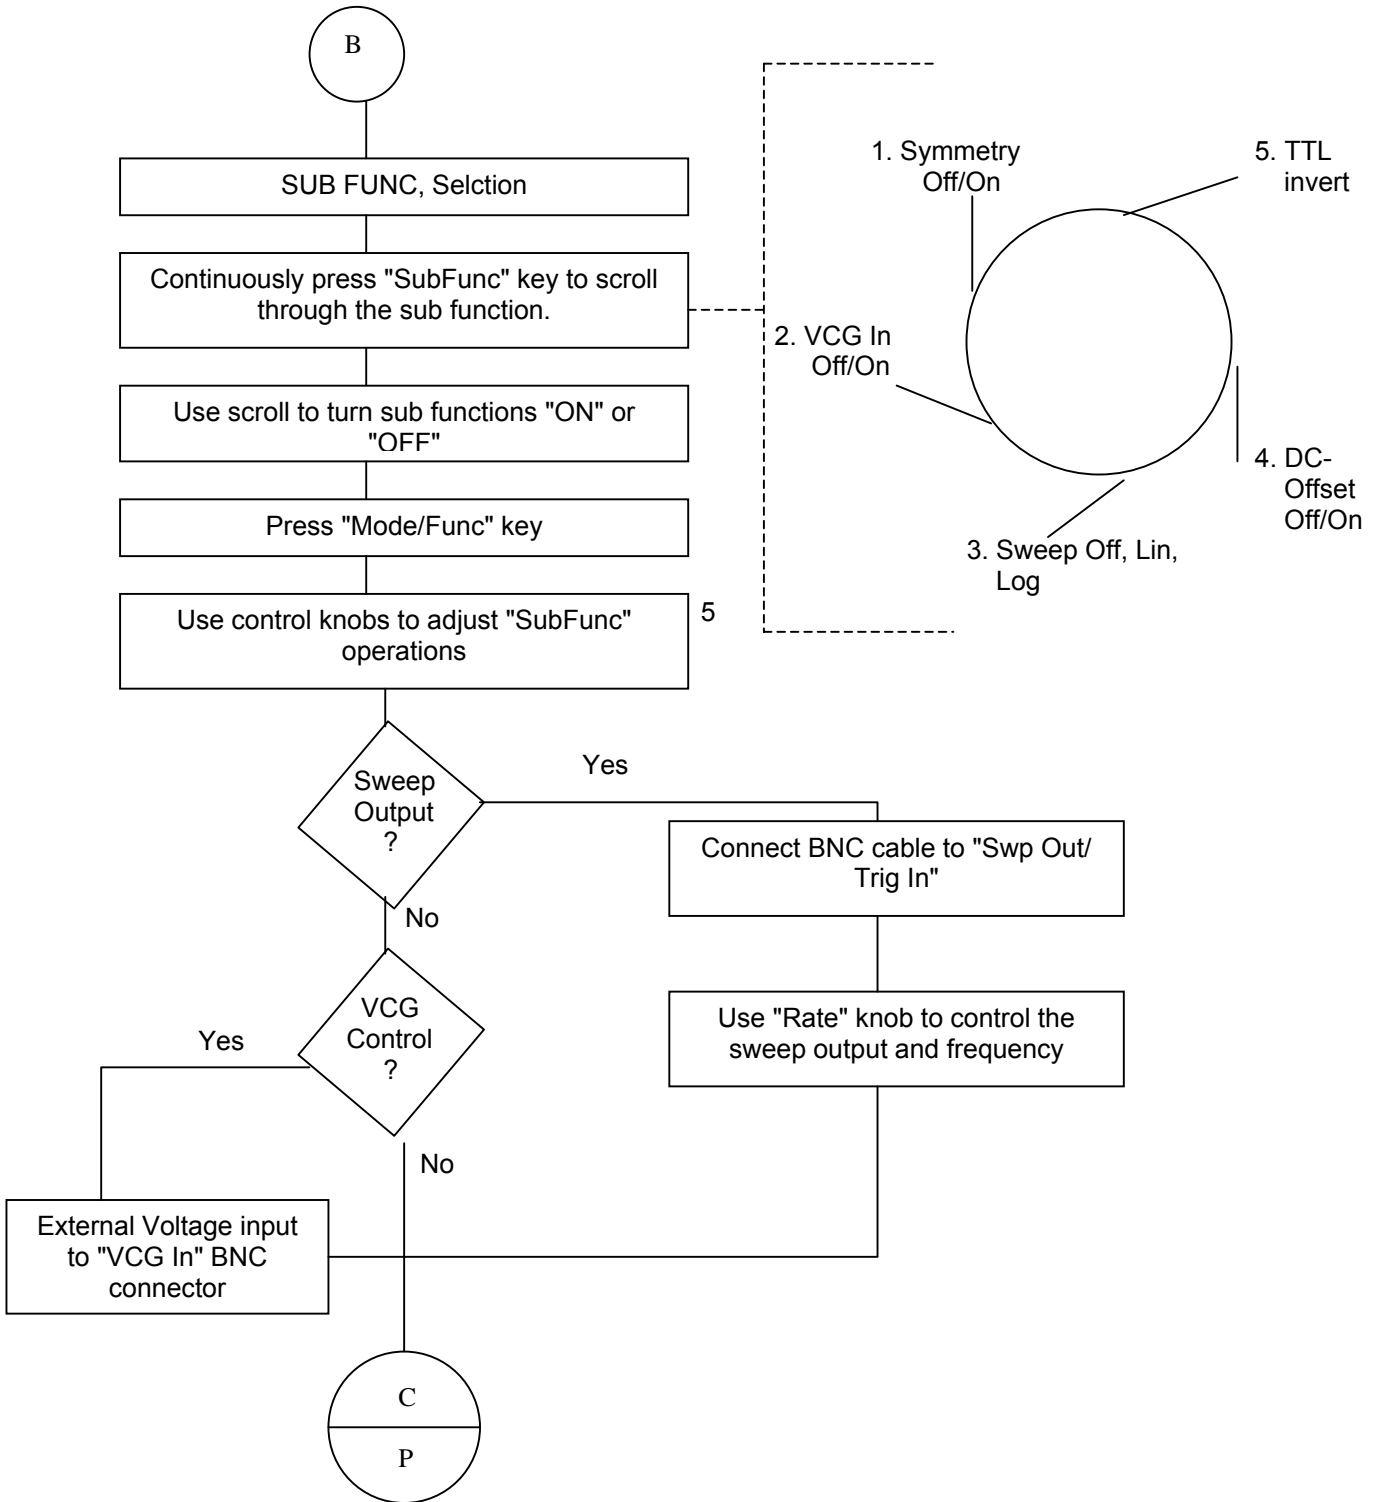 B
SUB FUNC, Selction
Continuously press "SubFunc" key to scroll
through the sub function.
Use scroll to turn sub functions "ON" or
"OFF"
Press "Mode/Func" key
Use control knobs to adjust "SubFunc"
operations
5
1. Symmetry
Off/On
2. VCG In
Off/On
3. Sweep Off, Lin,
Log
4. DC-
Offset
Off/On
5. TTL
invert
Sweep
Output
?
Yes
No
Connect BNC cable to "Swp Out/
Trig In"
Use "Rate" knob to control the
sweep output and frequency
VCG
Control
?
Yes
No
External Voltage input
to "VCG In" BNC
connector
C
P